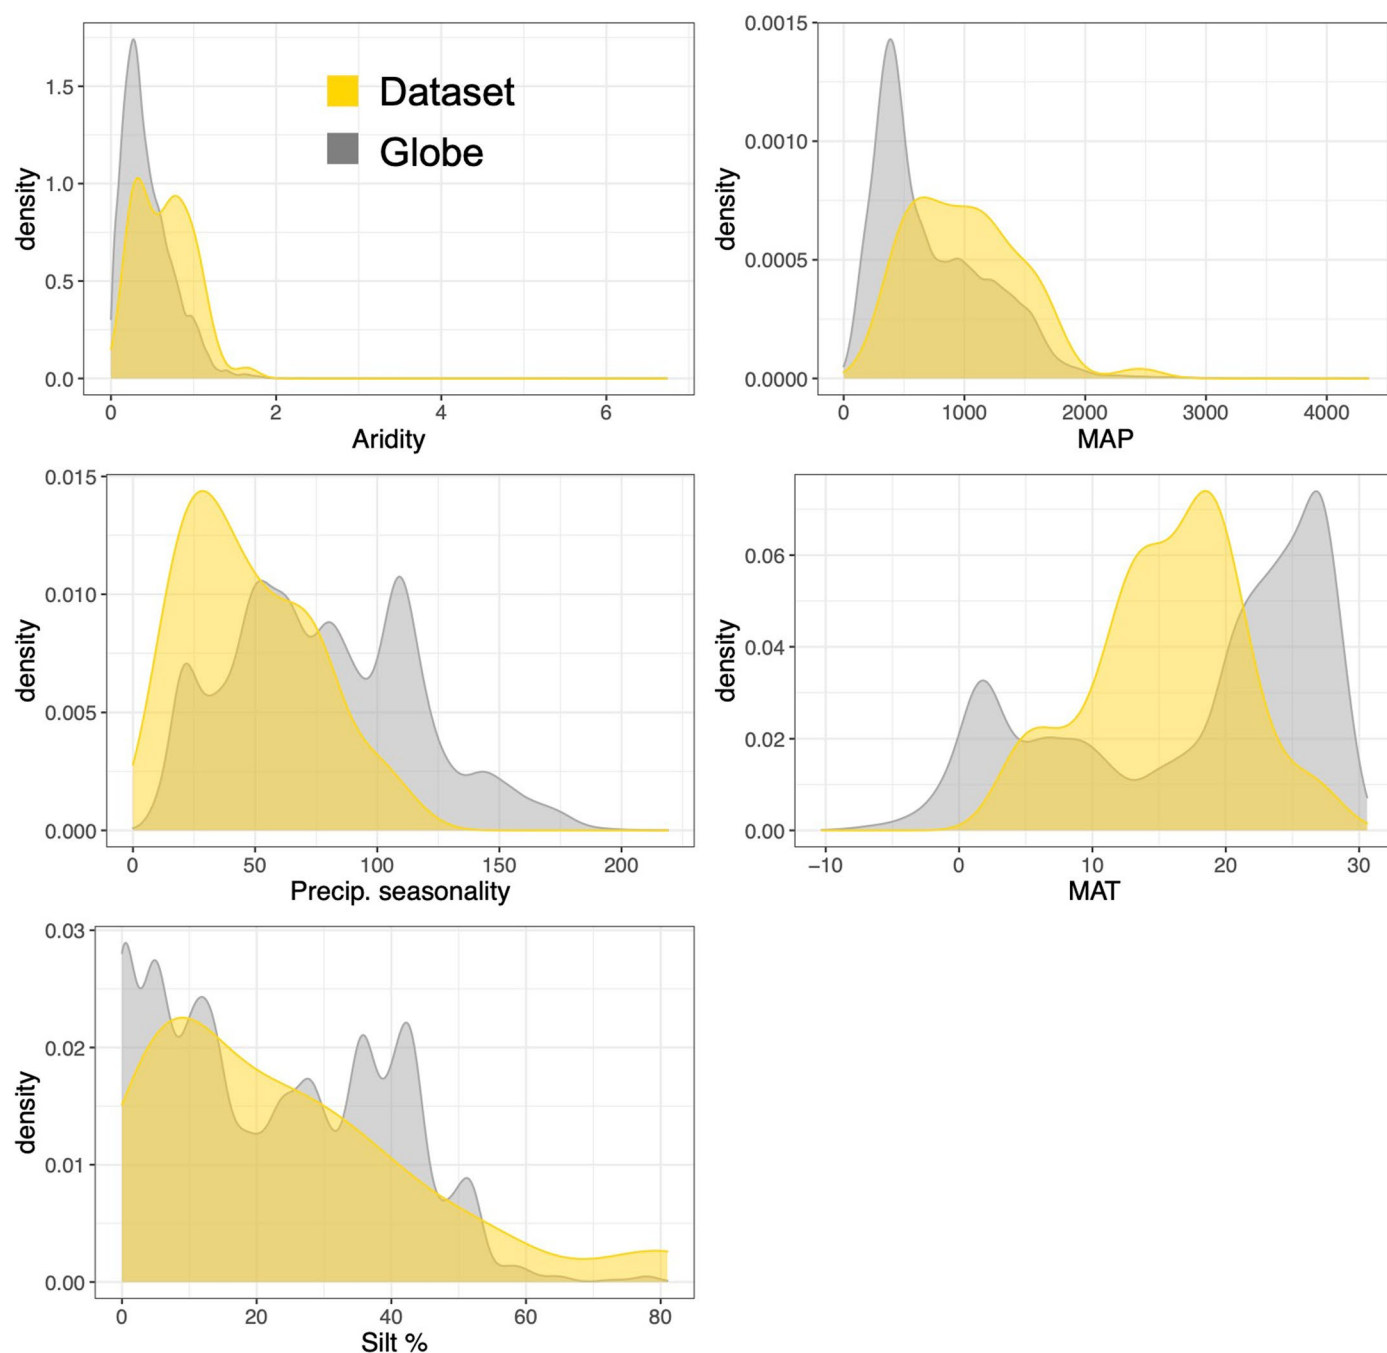 Dataset
Globe
density
1.5
1.0
0.5
0.0
0 2 4 6
Aridity
density
0.0015
0.0010
0.0005
0.0000
0 1000 2000 3000 4000
MAP
density
0.015
0.010
0.005
0.000
0 50 100 150 200
Precip. seasonality
density
0.06
0.04
0.02
0.00
−10 0 10 20 30
MAT
density
0.03
0.02
0.01
0.00
0 20 40 60 80
Silt %